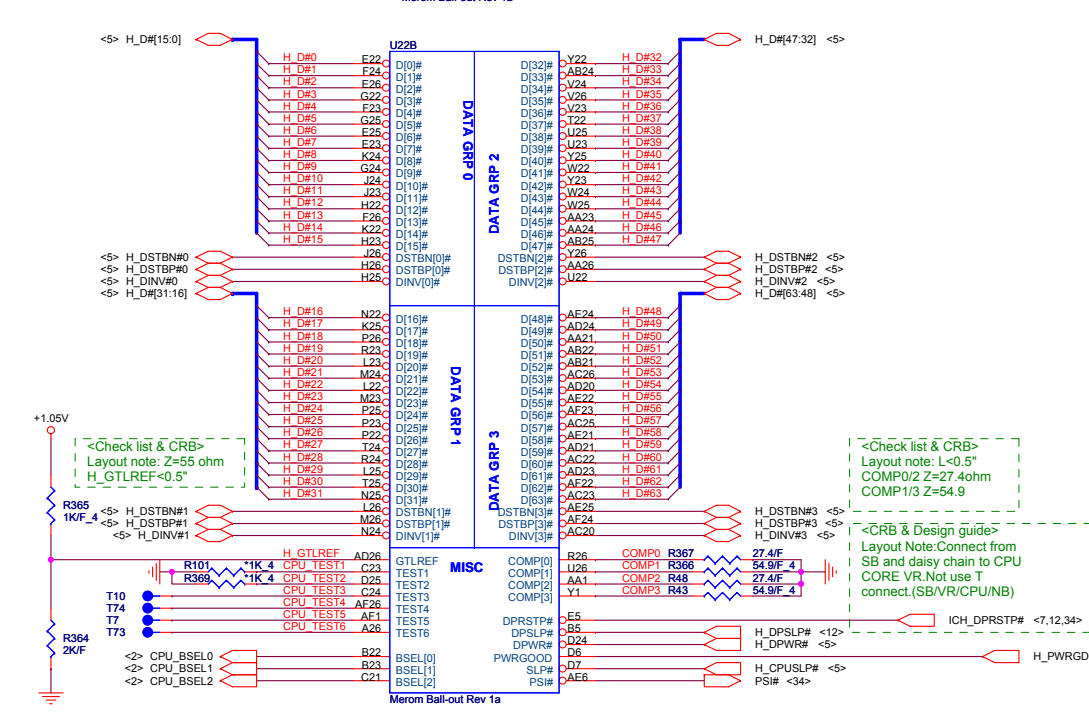 Merom Ball-out Rev 1a
<5> H_D#[15:0]
U22B
H_D#[47:32] <5>
H_D#0 E22 D[0]# D[32]# Y22 H_D#32
H_D#1 F24 D[1]# D[33]# AB24 H_D#33
H_D#2 E26 D[2]# D[34]# V24 H_D#34
H_D#3 G22 D[3]# D[35]# V26 H_D#35
H_D#4 F23 D[4]# D[36]# V23 H_D#36
H_D#5 G25 D[5]# D[37]# T22 H_D#37
H_D#6 E25 D[6]# D[38]# U25 H_D#38
H_D#7 E23 D[7]# D[39]# U23 H_D#39
H_D#8 K24 D[8]# D[40]# Y25 H_D#40
H_D#9 G24 D[9]# D[41]# W22 H_D#41
H_D#10 J24 D[10]# D[42]# Y23 H_D#42
H_D#11 J23 D[11]# D[43]# W24 H_D#43
H_D#12 H22 D[12]# D[44]# W25 H_D#44
H_D#13 F26 D[13]# D[45]# AA23 H_D#45
H_D#14 K22 D[14]# D[46]# AA24 H_D#46
H_D#15 H23 D[15]# D[47]# AB25 H_D#47
DATA GRP 0
DATA GRP 2
<5> H_DSTBN#0 J26 DSTBN[0]# DSTBN[2]# Y26 H_DSTBN#2 <5>
<5> H_DSTBP#0 H26 DSTBP[0]# DSTBP[2]# AA26 H_DSTBP#2 <5>
<5> H_DINV#0 H25 DINV[0]# DINV[2]# U22 H_DINV#2 <5>
<5> H_D#[31:16]
H_D#[63:48] <5>
H_D#16 N22 D[16]# D[48]# AE24 H_D#48
H_D#17 K25 D[17]# D[49]# AD24 H_D#49
H_D#18 P26 D[18]# D[50]# AA21 H_D#50
H_D#19 R23 D[19]# D[51]# AB22 H_D#51
H_D#20 L23 D[20]# D[52]# AB21 H_D#52
H_D#21 M24 D[21]# D[53]# AC26 H_D#53
H_D#22 L22 D[22]# D[54]# AD20 H_D#54
H_D#23 M23 D[23]# D[55]# AE22 H_D#55
H_D#24 P25 D[24]# D[56]# AF23 H_D#56
H_D#25 P23 D[25]# D[57]# AC25 H_D#57
H_D#26 P22 D[26]# D[58]# AE21 H_D#58
H_D#27 T24 D[27]# D[59]# AD21 H_D#59
H_D#28 R24 D[28]# D[60]# AC22 H_D#60
H_D#29 L25 D[29]# D[61]# AD23 H_D#61
H_D#30 T25 D[30]# D[62]# AF22 H_D#62
H_D#31 N25 D[31]# D[63]# AC23 H_D#63
DATA GRP 1
DATA GRP 3
<5> H_DSTBN#1 L26 DSTBN[1]# DSTBN[3]# AE25 H_DSTBN#3 <5>
<5> H_DSTBP#1 M26 DSTBP[1]# DSTBP[3]# AF24 H_DSTBP#3 <5>
<5> H_DINV#1 N24 DINV[1]# DINV[3]# AC20 H_DINV#3 <5>
+1.05V
<Check list & CRB>
Layout note: Z=55 ohm
H_GTLREF<0.5"
R365
1K/F_4
R364
2K/F
<Check list & CRB>
Layout note: L<0.5"
COMP0/2 Z=27.4ohm
COMP1/3 Z=54.9
<CRB & Design guide>
Layout Note:Connect from
SB and daisy chain to CPU
CORE VR.Not use T
connect.(SB/VR/CPU/NB)
MISC
H_GTLREF AD26 GTLREF COMP[0] R26 COMP0 R367 27.4/F
R101 *1K_4 CPU_TEST1 C23 TEST1 COMP[1] U26 COMP1 R366 54.9/F_4
R369 *1K_4 CPU_TEST2 D25 TEST2 COMP[2] AA1 COMP2 R48 27.4/F
T10 CPU_TEST3 C24 TEST3 COMP[3] Y1 COMP3 R43 54.9/F_4
T74 CPU_TEST4 AF26 TEST4
T7 CPU_TEST5 AF1 TEST5
T73 CPU_TEST6 A26 TEST6
DPRSTP# E5 ICH_DPRSTP# <7,12,34>
DPSLP# B5 H_DPSLP# <12>
DPWR# D24 H_DPWR# <5>
<2> CPU_BSEL0 B22 BSEL[0] PWRGOOD D6 H_PWRGD
<2> CPU_BSEL1 B23 BSEL[1] SLP# D7 H_CPUSLP# <5>
<2> CPU_BSEL2 C21 BSEL[2] PSI# AE6 PSI# <34>
Merom Ball-out Rev 1a